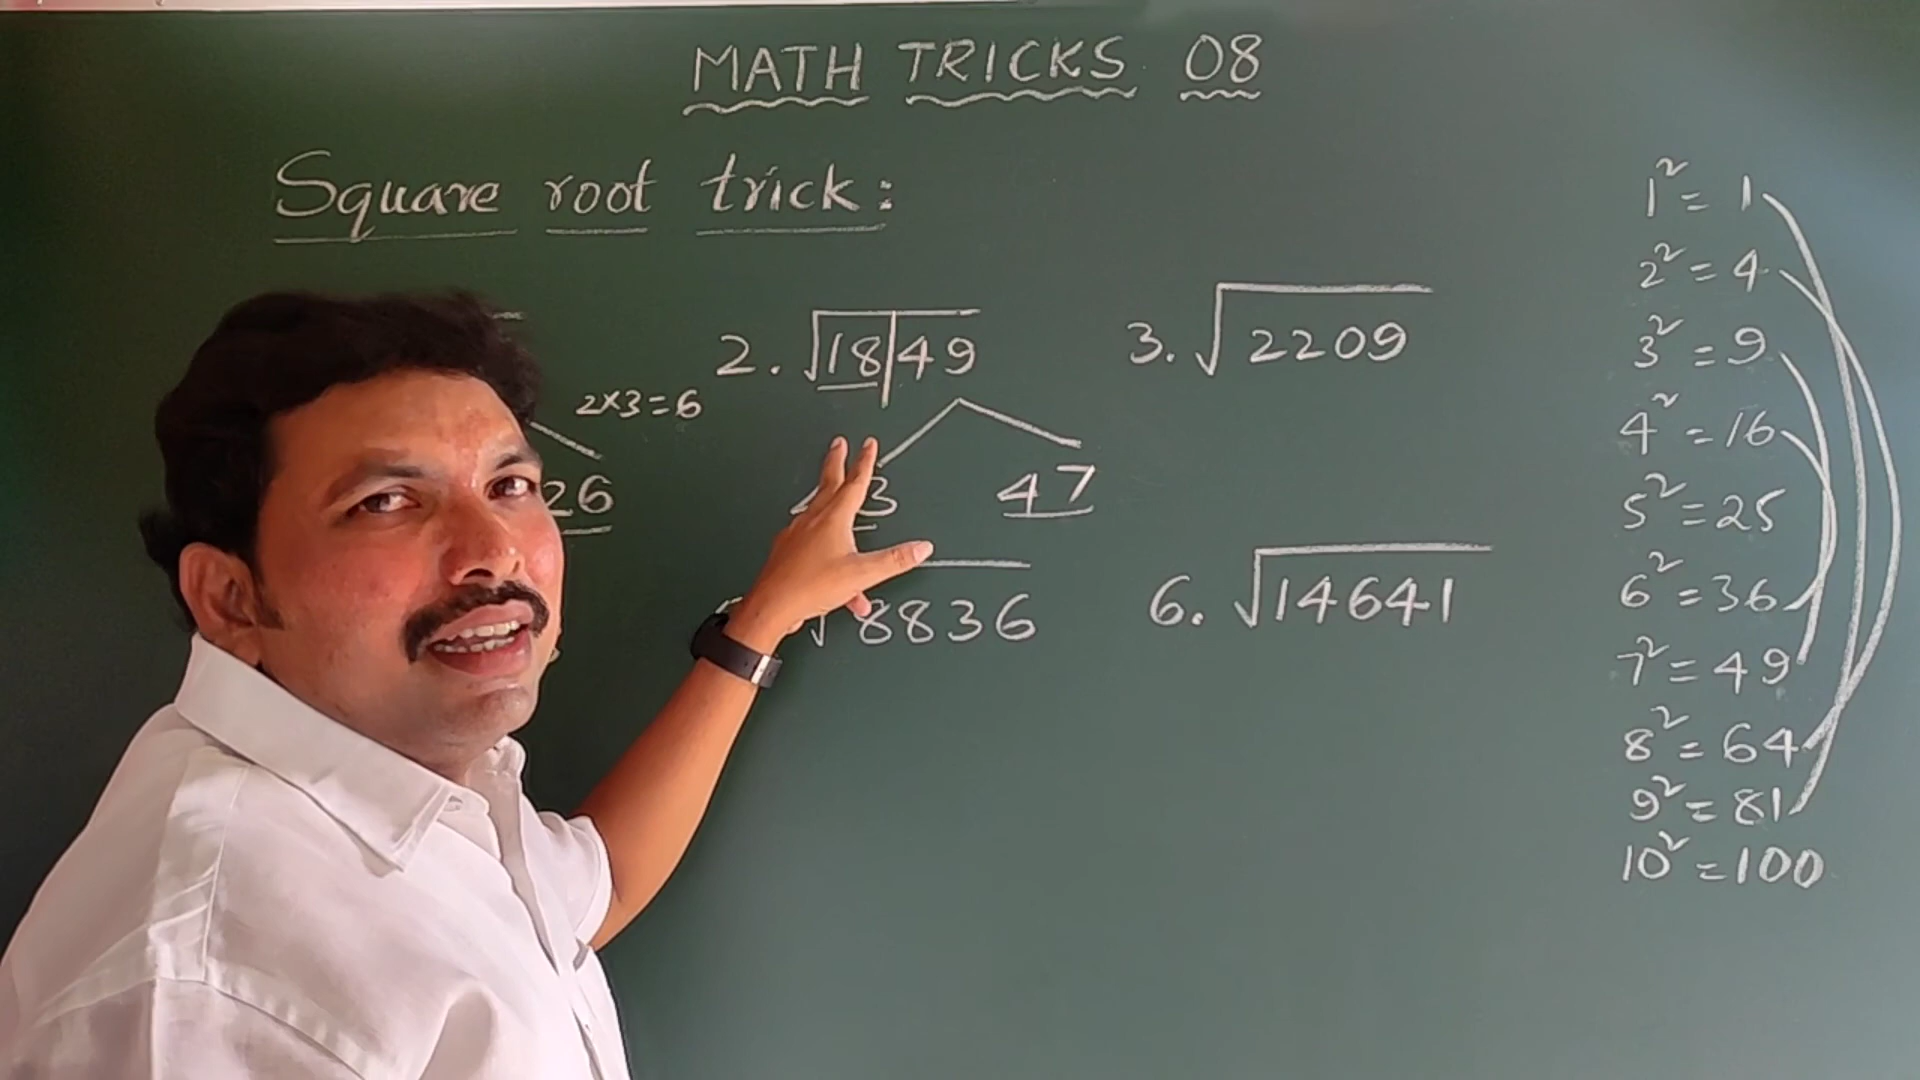 MATH TRICKS 08
Square root trick:
2×3=6
26
2. √18|49
43 47
3. √2209
√8836
6. √14641
1² = 1
2² = 4
3² = 9
4² = 16
5² = 25
6² = 36
7² = 49
8² = 64
9² = 81
10² = 100